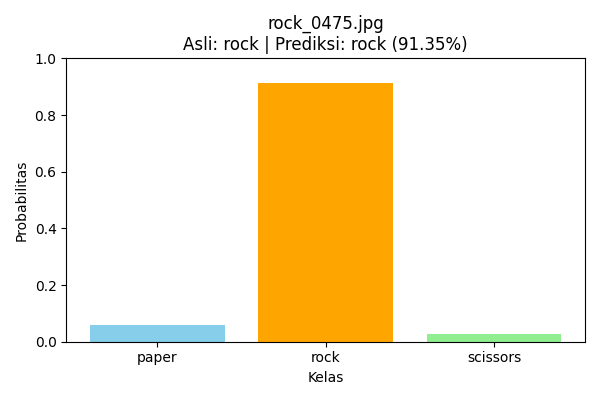 rock_0475.jpg
Asli: rock | Prediksi: rock (91.35%)
1.0
0.8
0.6
0.4
0.2
0.0
Probabilitas
paper rock scissors
Kelas